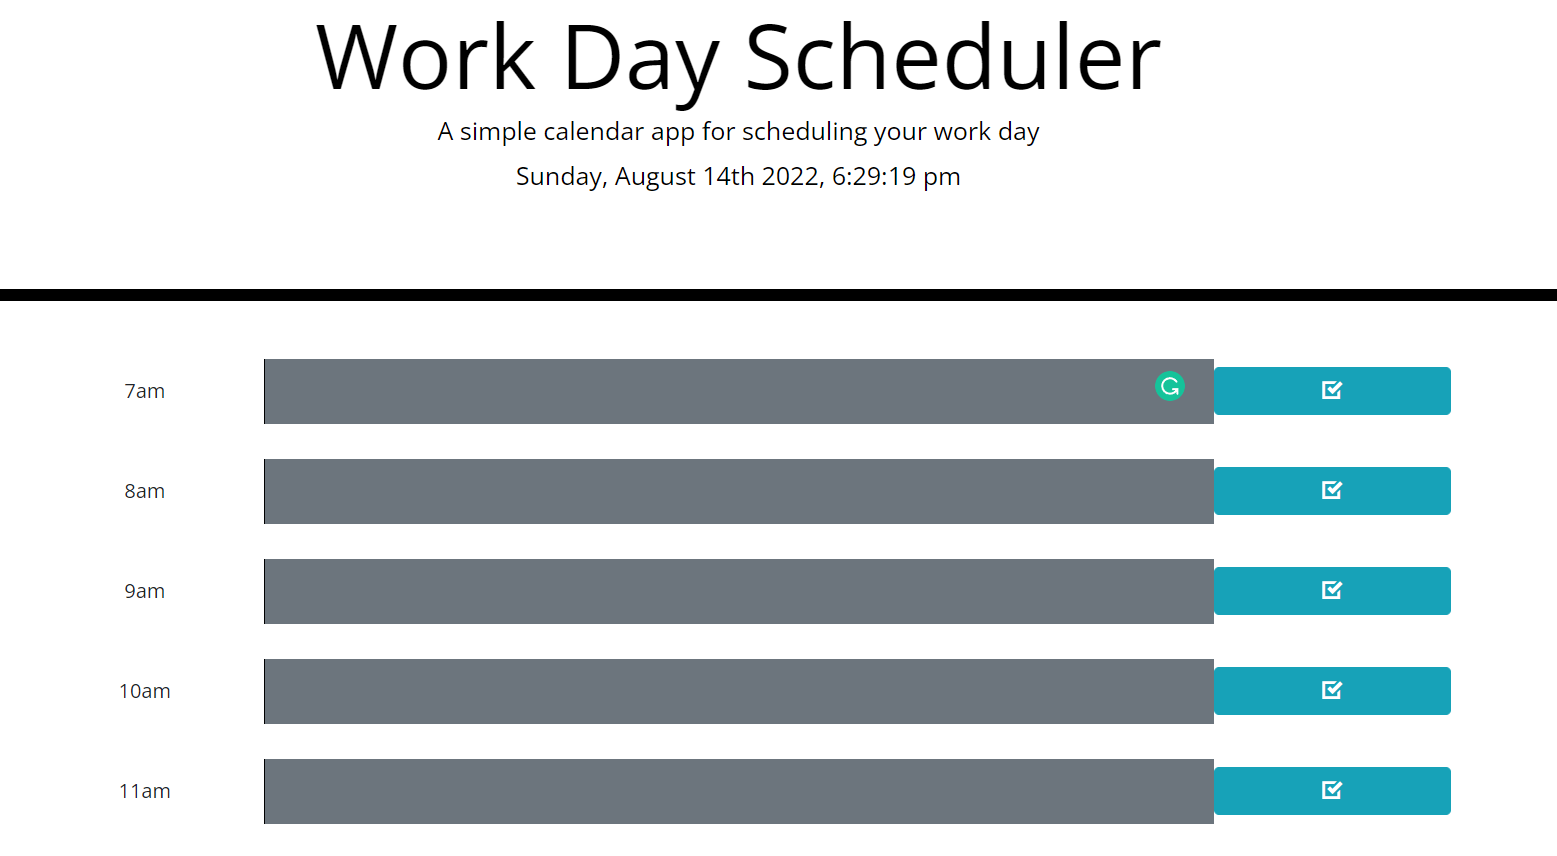 Work Day Scheduler
A simple calendar app for scheduling your work day
Sunday, August 14th 2022, 6:29:19 pm
7am
8am
9am
10am
11am